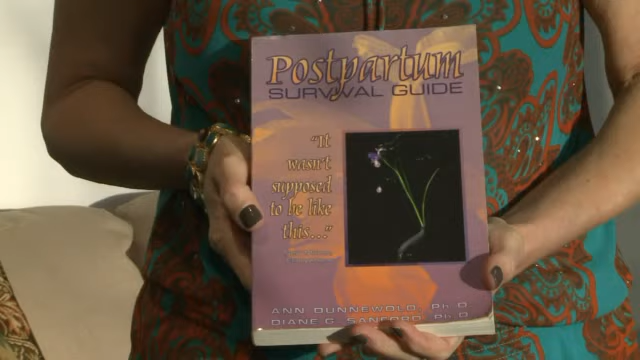 Postpartum
SURVIVAL GUIDE
"It
wasn't
supposed
to be like
this..."
ANN DUNNEWOLD, Ph.D.
DIANE G. SANFORD, Ph.D.